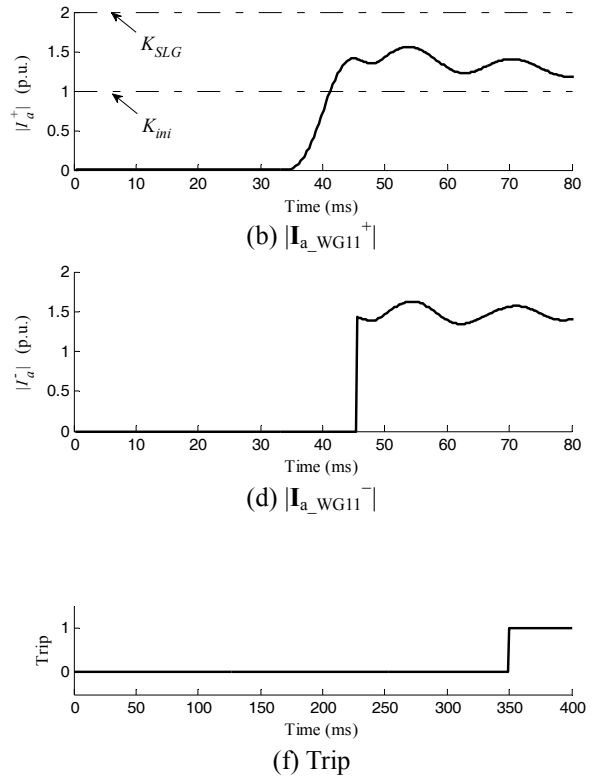 2
K_SLG
1.5
1
K_ini
0.5
0
|I_a^+| (p.u.)
0 10 20 30 40 50 60 70 80
Time (ms)
(b) |I_a_WG11^+|
2
1.5
1
0.5
0
|I_a^-| (p.u.)
0 10 20 30 40 50 60 70 80
Time (ms)
(d) |I_a_WG11^−|
1
0
Trip
0 50 100 150 200 250 300 350 400
Time (ms)
(f) Trip